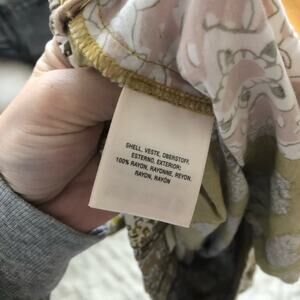 SHELL, VESTE, OBERSTOFF,
ESTERNO, EXTERIOR:
100% RAYON, RAYONNE, REYON,
RAYON, RAYÓN